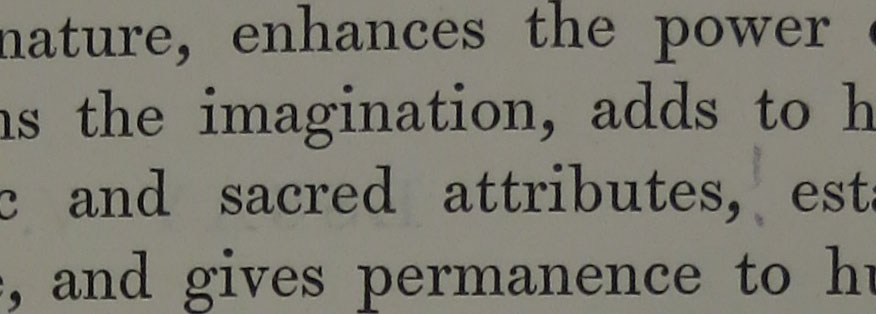 nature, enhances the power
the imagination, adds to
and sacred attributes,
and gives permanence to